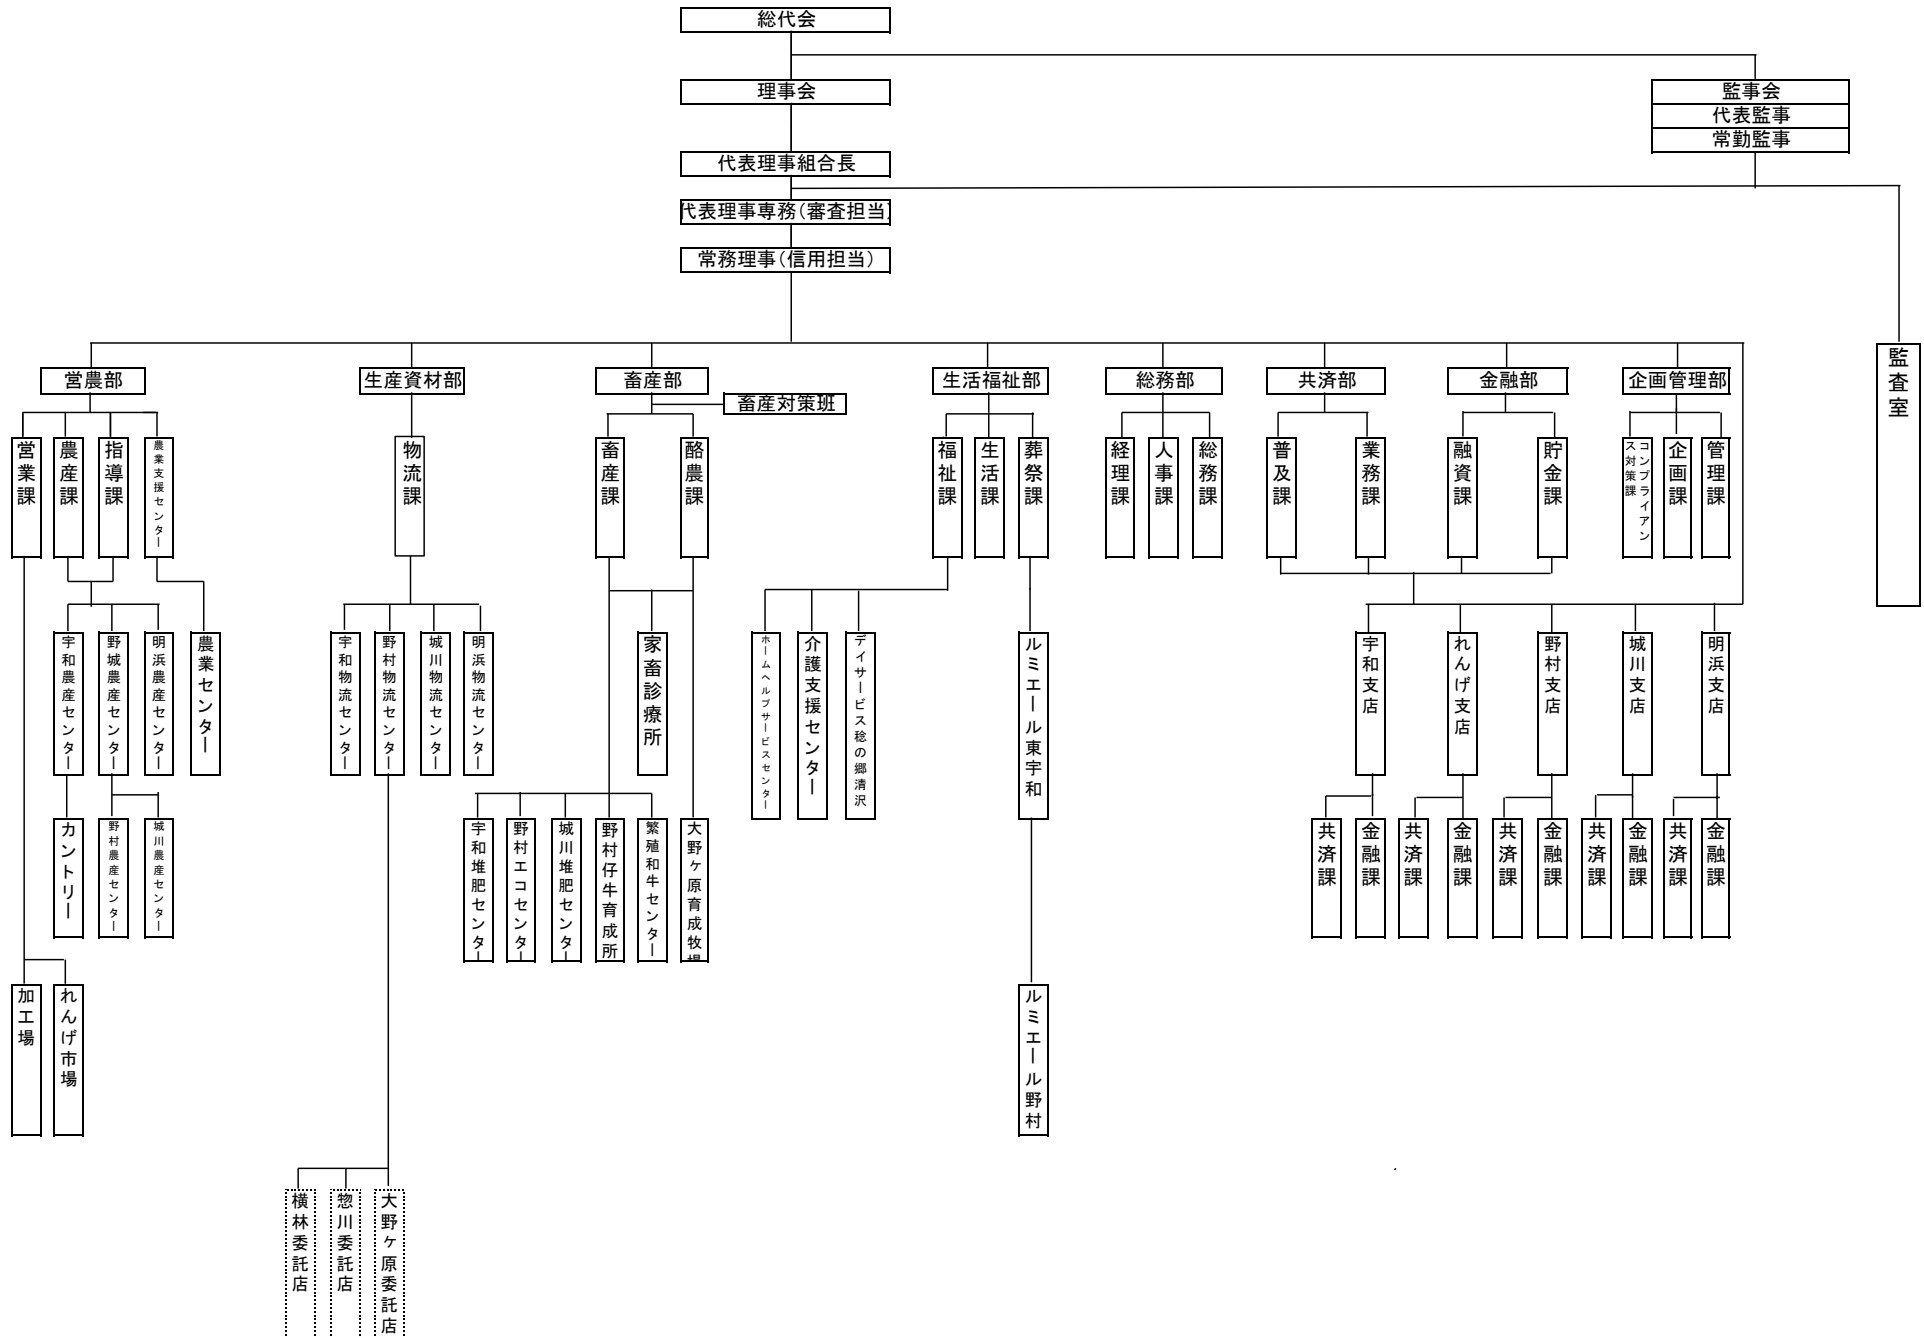 総代会
理事会
監事会
代表監事
常勤監事
代表理事組合長
代表理事専務(審査担当)
常務理事(信用担当)
監査室
営農部
生産資材部
畜産部
生活福祉部
総務部
共済部
金融部
企画管理部
畜産対策班
営業課
農産課
指導課
農業支援センター
物流課
畜産課
酪農課
福祉課
生活課
葬祭課
経理課
人事課
総務課
普及課
業務課
融資課
貯金課
コンプライアン
ス対策課
企画課
管理課
宇和農産センター
野城農産センター
明浜農産センター
農業センター
宇和物流センター
野村物流センター
城川物流センター
明浜物流センター
家畜診療所
ホームヘルプサービスセンター
介護支援センター
デイサービス稔の郷清沢
ルミエール東宇和
宇和支店
れんげ支店
野村支店
城川支店
明浜支店
カントリー
野村農産センター
城川農産センター
宇和堆肥センター
野村エコセンター
城川堆肥センター
野村仔牛育成所
繁殖和牛センター
大野ヶ原育成牧場
共済課
金融課
共済課
金融課
共済課
金融課
共済課
金融課
共済課
金融課
加工場
れんげ市場
ルミエール野村
横林委託店
惣川委託店
大野ヶ原委託店